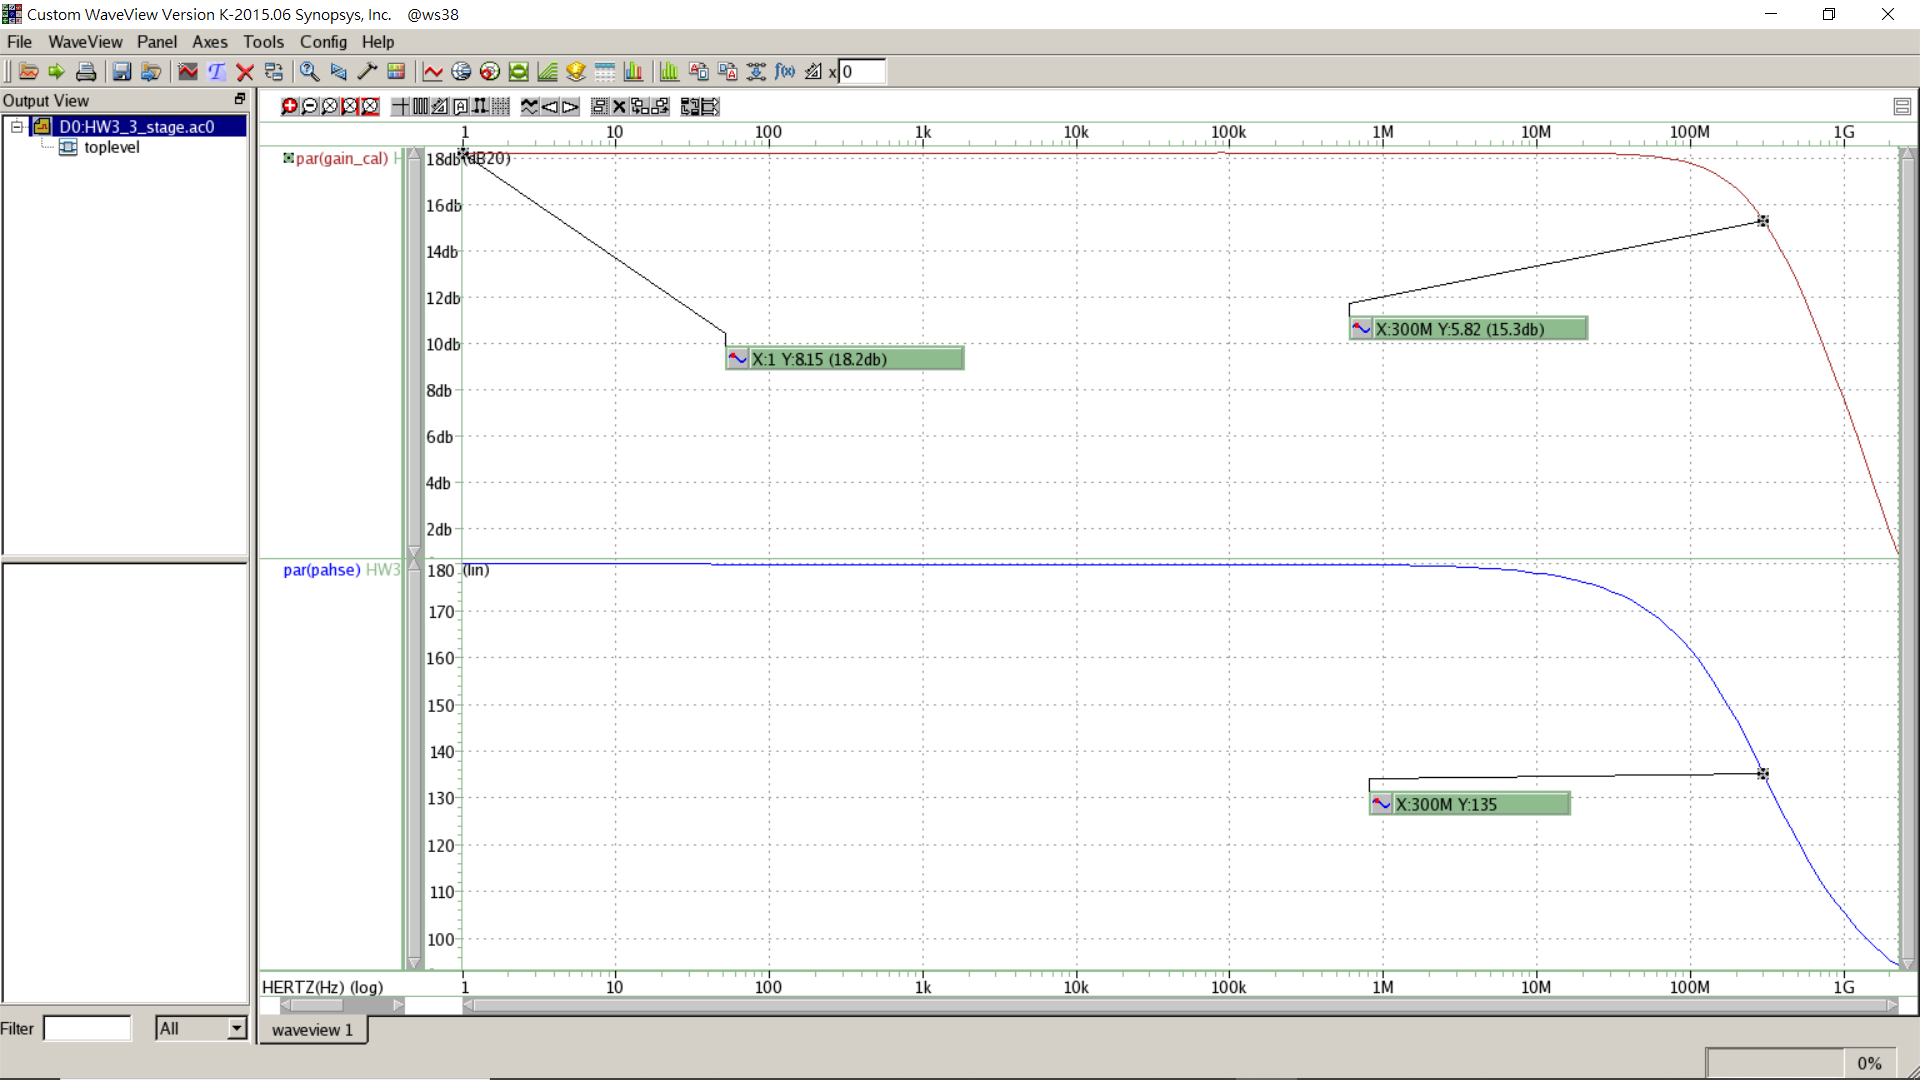 Custom WaveView Version K-2015.06 Synopsys, Inc. @ws38
File WaveView Panel Axes Tools Config Help
x 0
Output View
D0:HW3_3_stage.ac0
toplevel
1 10 100 1k 10k 100k 1M 10M 100M 1G
par(gain_cal) H
18db (dB20)
16db
14db
12db
10db
8db
6db
4db
2db
X:300M Y:5.82 (15.3db)
X:1 Y:8.15 (18.2db)
par(pahse) HW3
180 (lin)
170
160
150
140
130
120
110
100
X:300M Y:135
HERTZ(Hz) (log)
1 10 100 1k 10k 100k 1M 10M 100M 1G
Filter All
waveview 1
0%